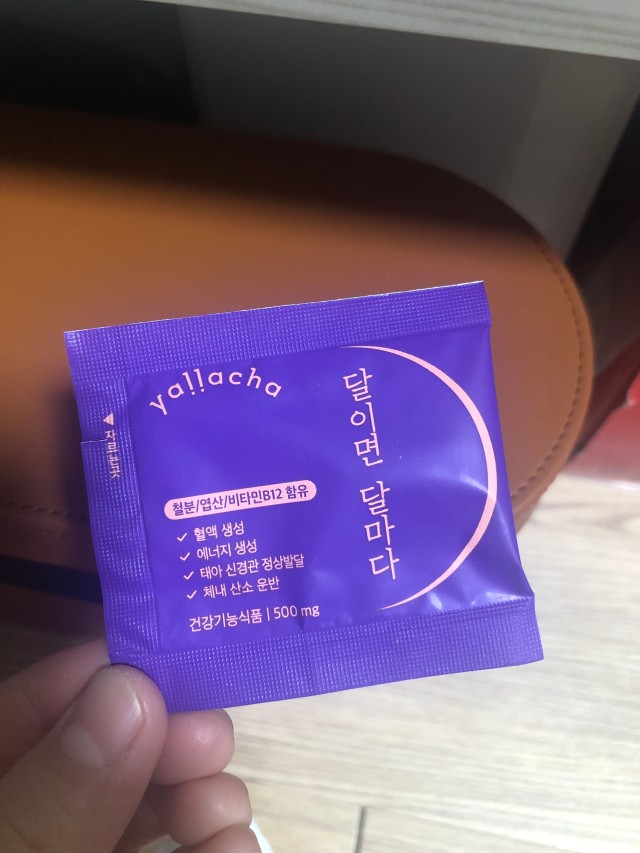 yallacha
달이면 달마다
◀ 자르는곳
철분/엽산/비타민B12 함유
✓ 혈액 생성
✓ 에너지 생성
✓ 태아 신경관 정상발달
✓ 체내 산소 운반
건강기능식품 | 500 mg